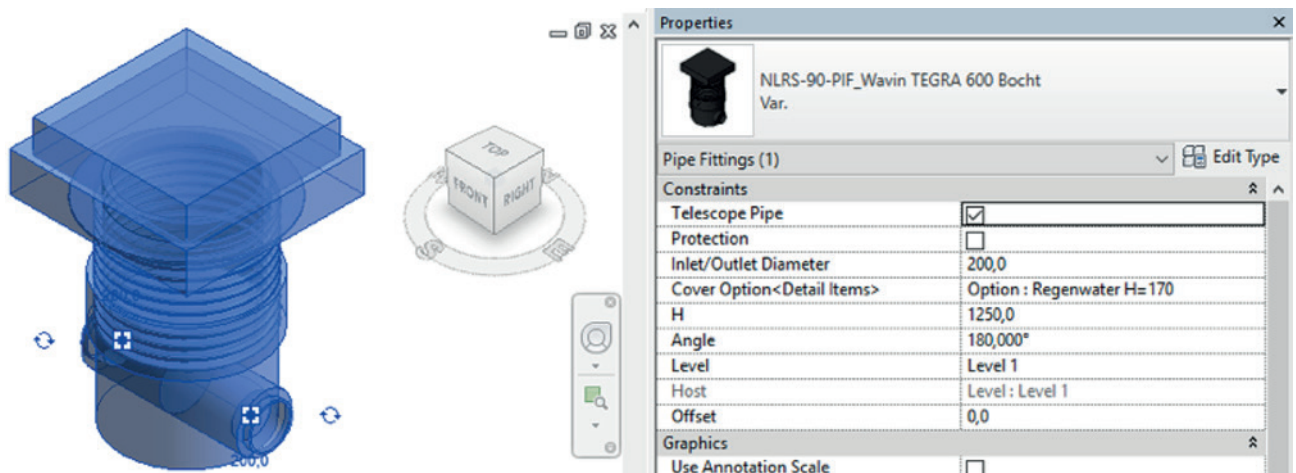 Properties
NLRS-90-PIF_Wavin TEGRA 600 Bocht
Var.
Pipe Fittings (1)
Edit Type
Constraints
Telescope Pipe
Protection
Inlet/Outlet Diameter 200,0
Cover Option<Detail Items> Option : Regenwater H=170
H 1250,0
Angle 180,000°
Level Level 1
Host Level : Level 1
Offset 0,0
Graphics
Use Annotation Scale
TOP
FRONT RIGHT
S E
200,0